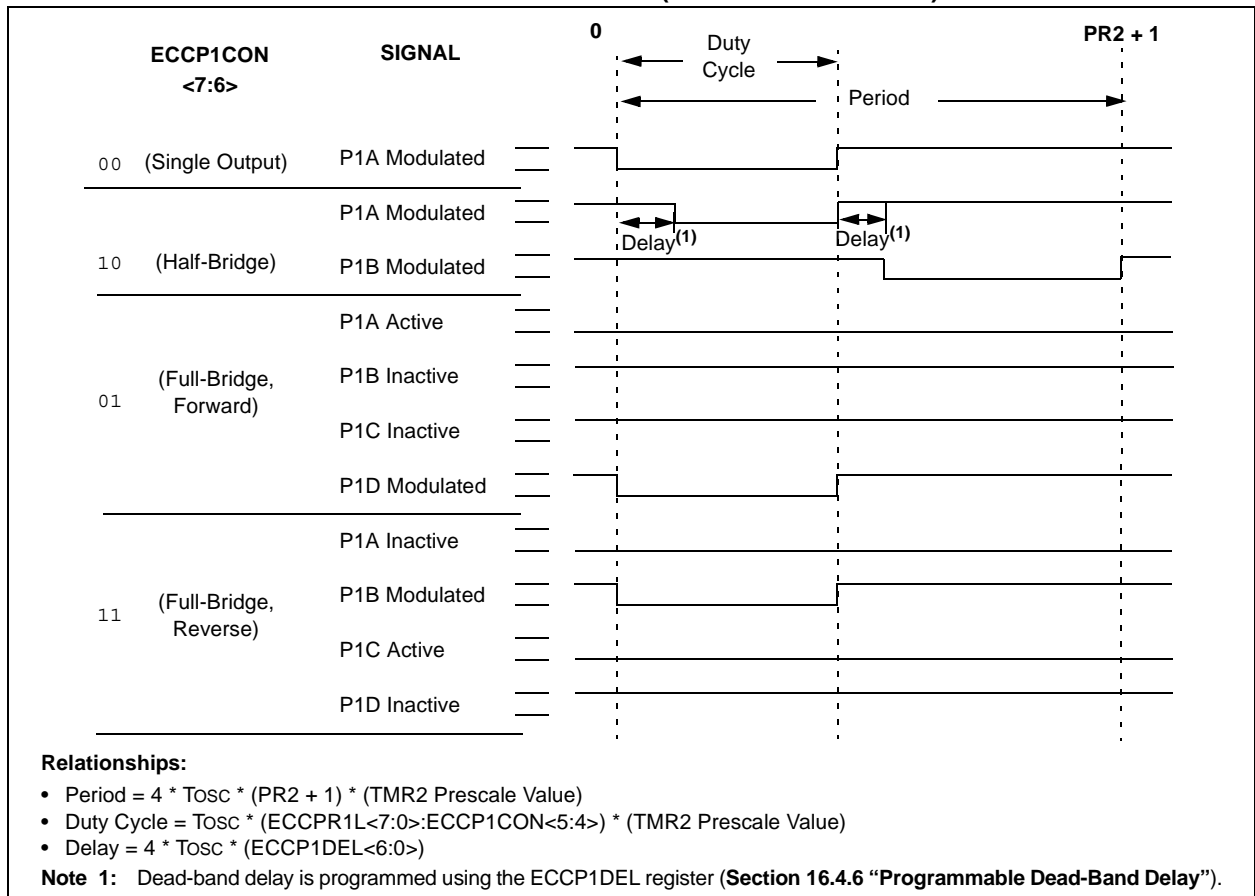 0
Duty
Cycle
PR2 + 1
ECCP1CON
<7:6>
SIGNAL
Period
00 (Single Output) P1A Modulated
P1A Modulated
Delay(1) Delay(1)
10 (Half-Bridge) P1B Modulated
P1A Active
(Full-Bridge,
Forward)
01
P1B Inactive
P1C Inactive
P1D Modulated
P1A Inactive
(Full-Bridge,
Reverse)
11
P1B Modulated
P1C Active
P1D Inactive
Relationships:
• Period = 4 * TOSC * (PR2 + 1) * (TMR2 Prescale Value)
• Duty Cycle = TOSC * (ECCPR1L<7:0>:ECCP1CON<5:4>) * (TMR2 Prescale Value)
• Delay = 4 * TOSC * (ECCP1DEL<6:0>)
Note 1: Dead-band delay is programmed using the ECCP1DEL register (Section 16.4.6 “Programmable Dead-Band Delay”).